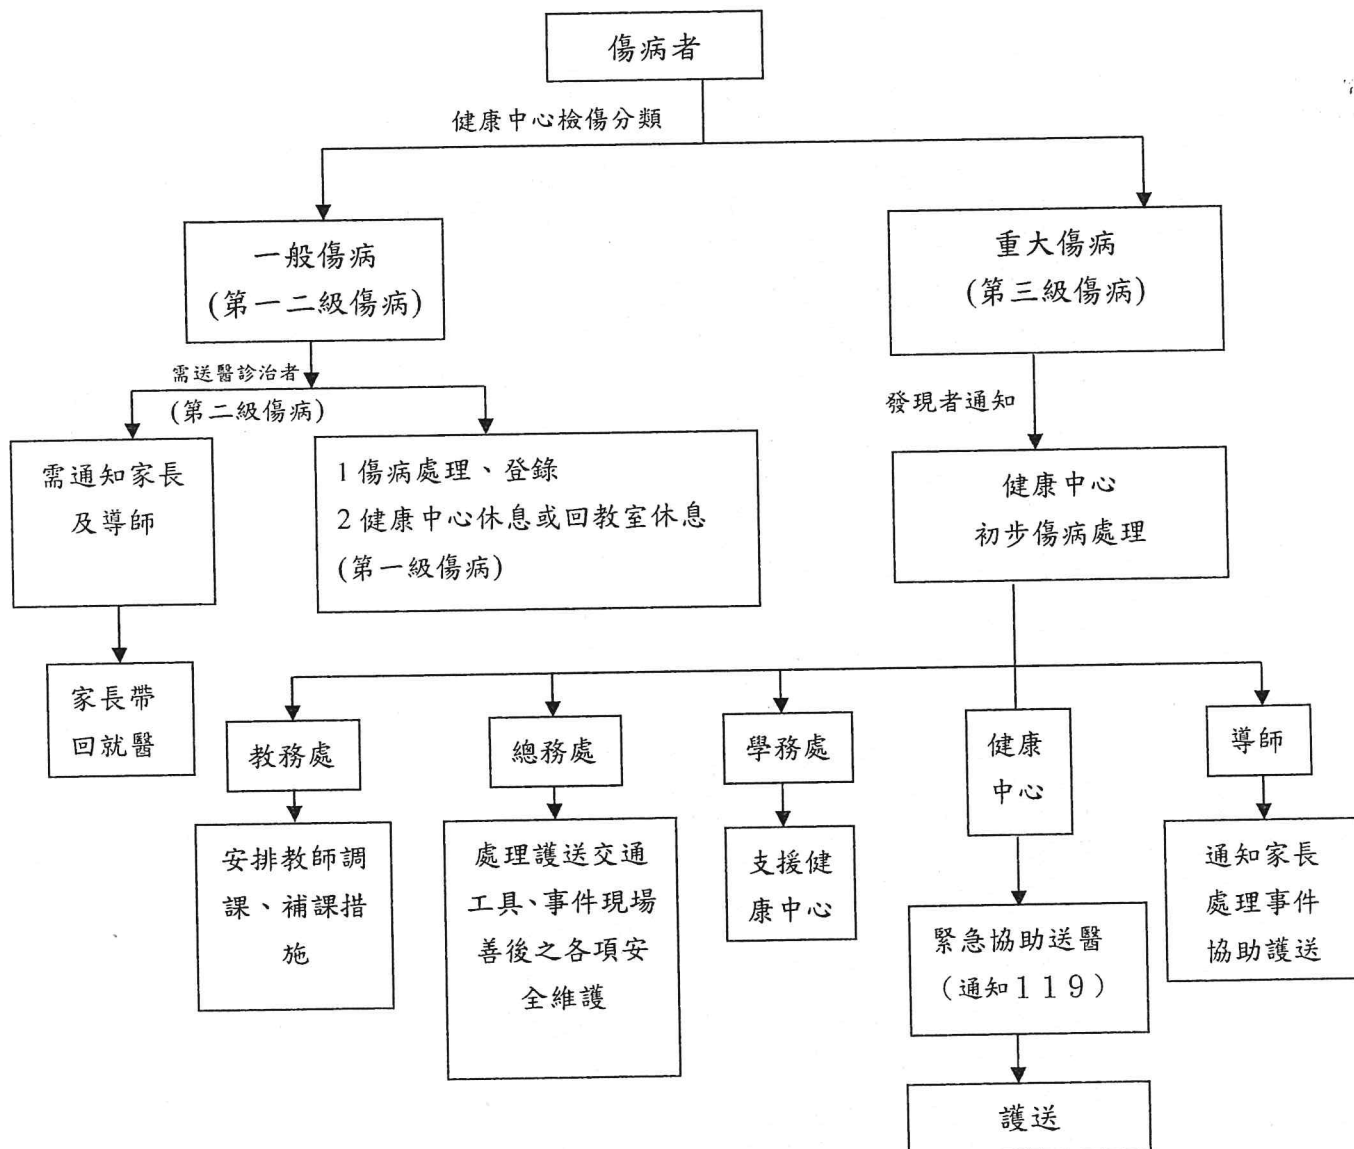 傷病者
健康中心檢傷分類
一般傷病
(第一二級傷病)
重大傷病
(第三級傷病)
需送醫診治者
(第二級傷病)
發現者通知
需通知家長
及導師
1 傷病處理、登錄
2 健康中心休息或回教室休息
(第一級傷病)
健康中心
初步傷病處理
家長帶
回就醫
教務處
總務處
學務處
健康
中心
導師
安排教師調
課、補課措
施
處理護送交通
工具、事件現場
善後之各項安
全維護
支援健
康中心
緊急協助送醫
(通知119)
通知家長
處理事件
協助護送
護送